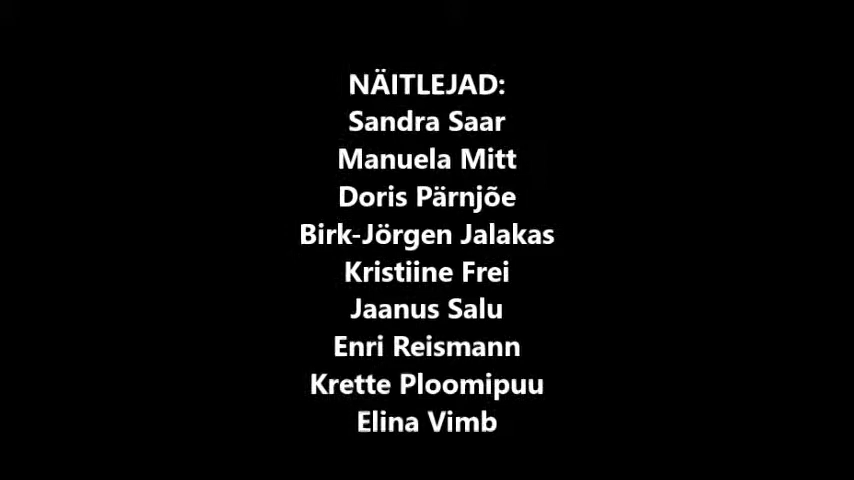 NÄITLEJAD:
Sandra Saar
Manuela Mitt
Doris Pärnjõe
Birk-Jörgen Jalakas
Kristiine Frei
Jaanus Salu
Enri Reismann
Krette Ploomipuu
Elina Vimb